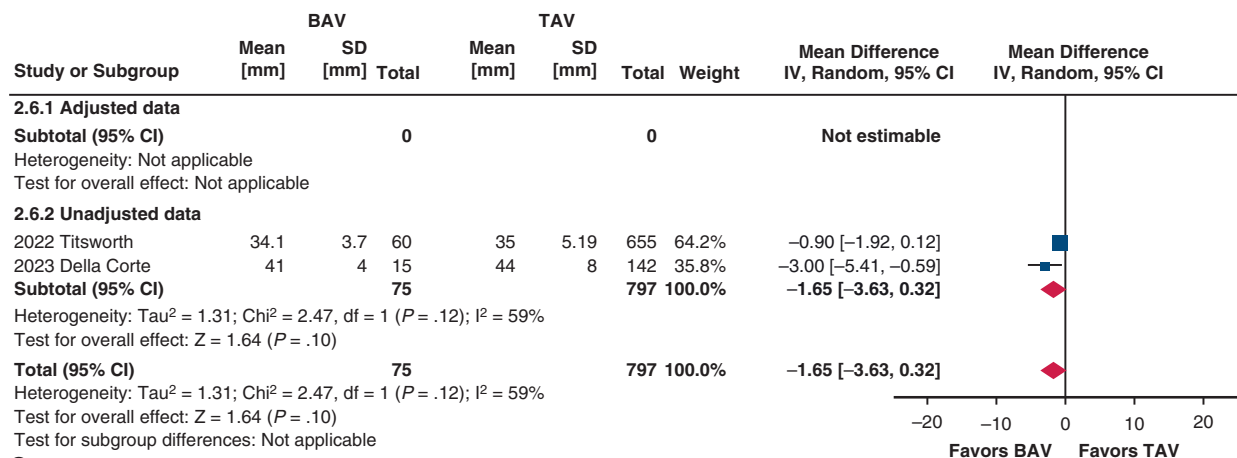 BAV TAV
Study or Subgroup Mean [mm] SD [mm] Total Mean [mm] SD [mm] Total Weight Mean Difference IV, Random, 95% CI Mean Difference IV, Random, 95% CI
2.6.1 Adjusted data
Subtotal (95% CI) 0 0 Not estimable
Heterogeneity: Not applicable
Test for overall effect: Not applicable
2.6.2 Unadjusted data
2022 Titsworth 34.1 3.7 60 35 5.19 655 64.2% –0.90 [–1.92, 0.12]
2023 Della Corte 41 4 15 44 8 142 35.8% –3.00 [–5.41, –0.59]
Subtotal (95% CI) 75 797 100.0% –1.65 [–3.63, 0.32]
Heterogeneity: Tau² = 1.31; Chi² = 2.47, df = 1 (P = .12); I² = 59%
Test for overall effect: Z = 1.64 (P = .10)
Total (95% CI) 75 797 100.0% –1.65 [–3.63, 0.32]
Heterogeneity: Tau² = 1.31; Chi² = 2.47, df = 1 (P = .12); I² = 59%
Test for overall effect: Z = 1.64 (P = .10)
Test for subgroup differences: Not applicable
–20 –10 0 10 20
Favors BAV Favors TAV